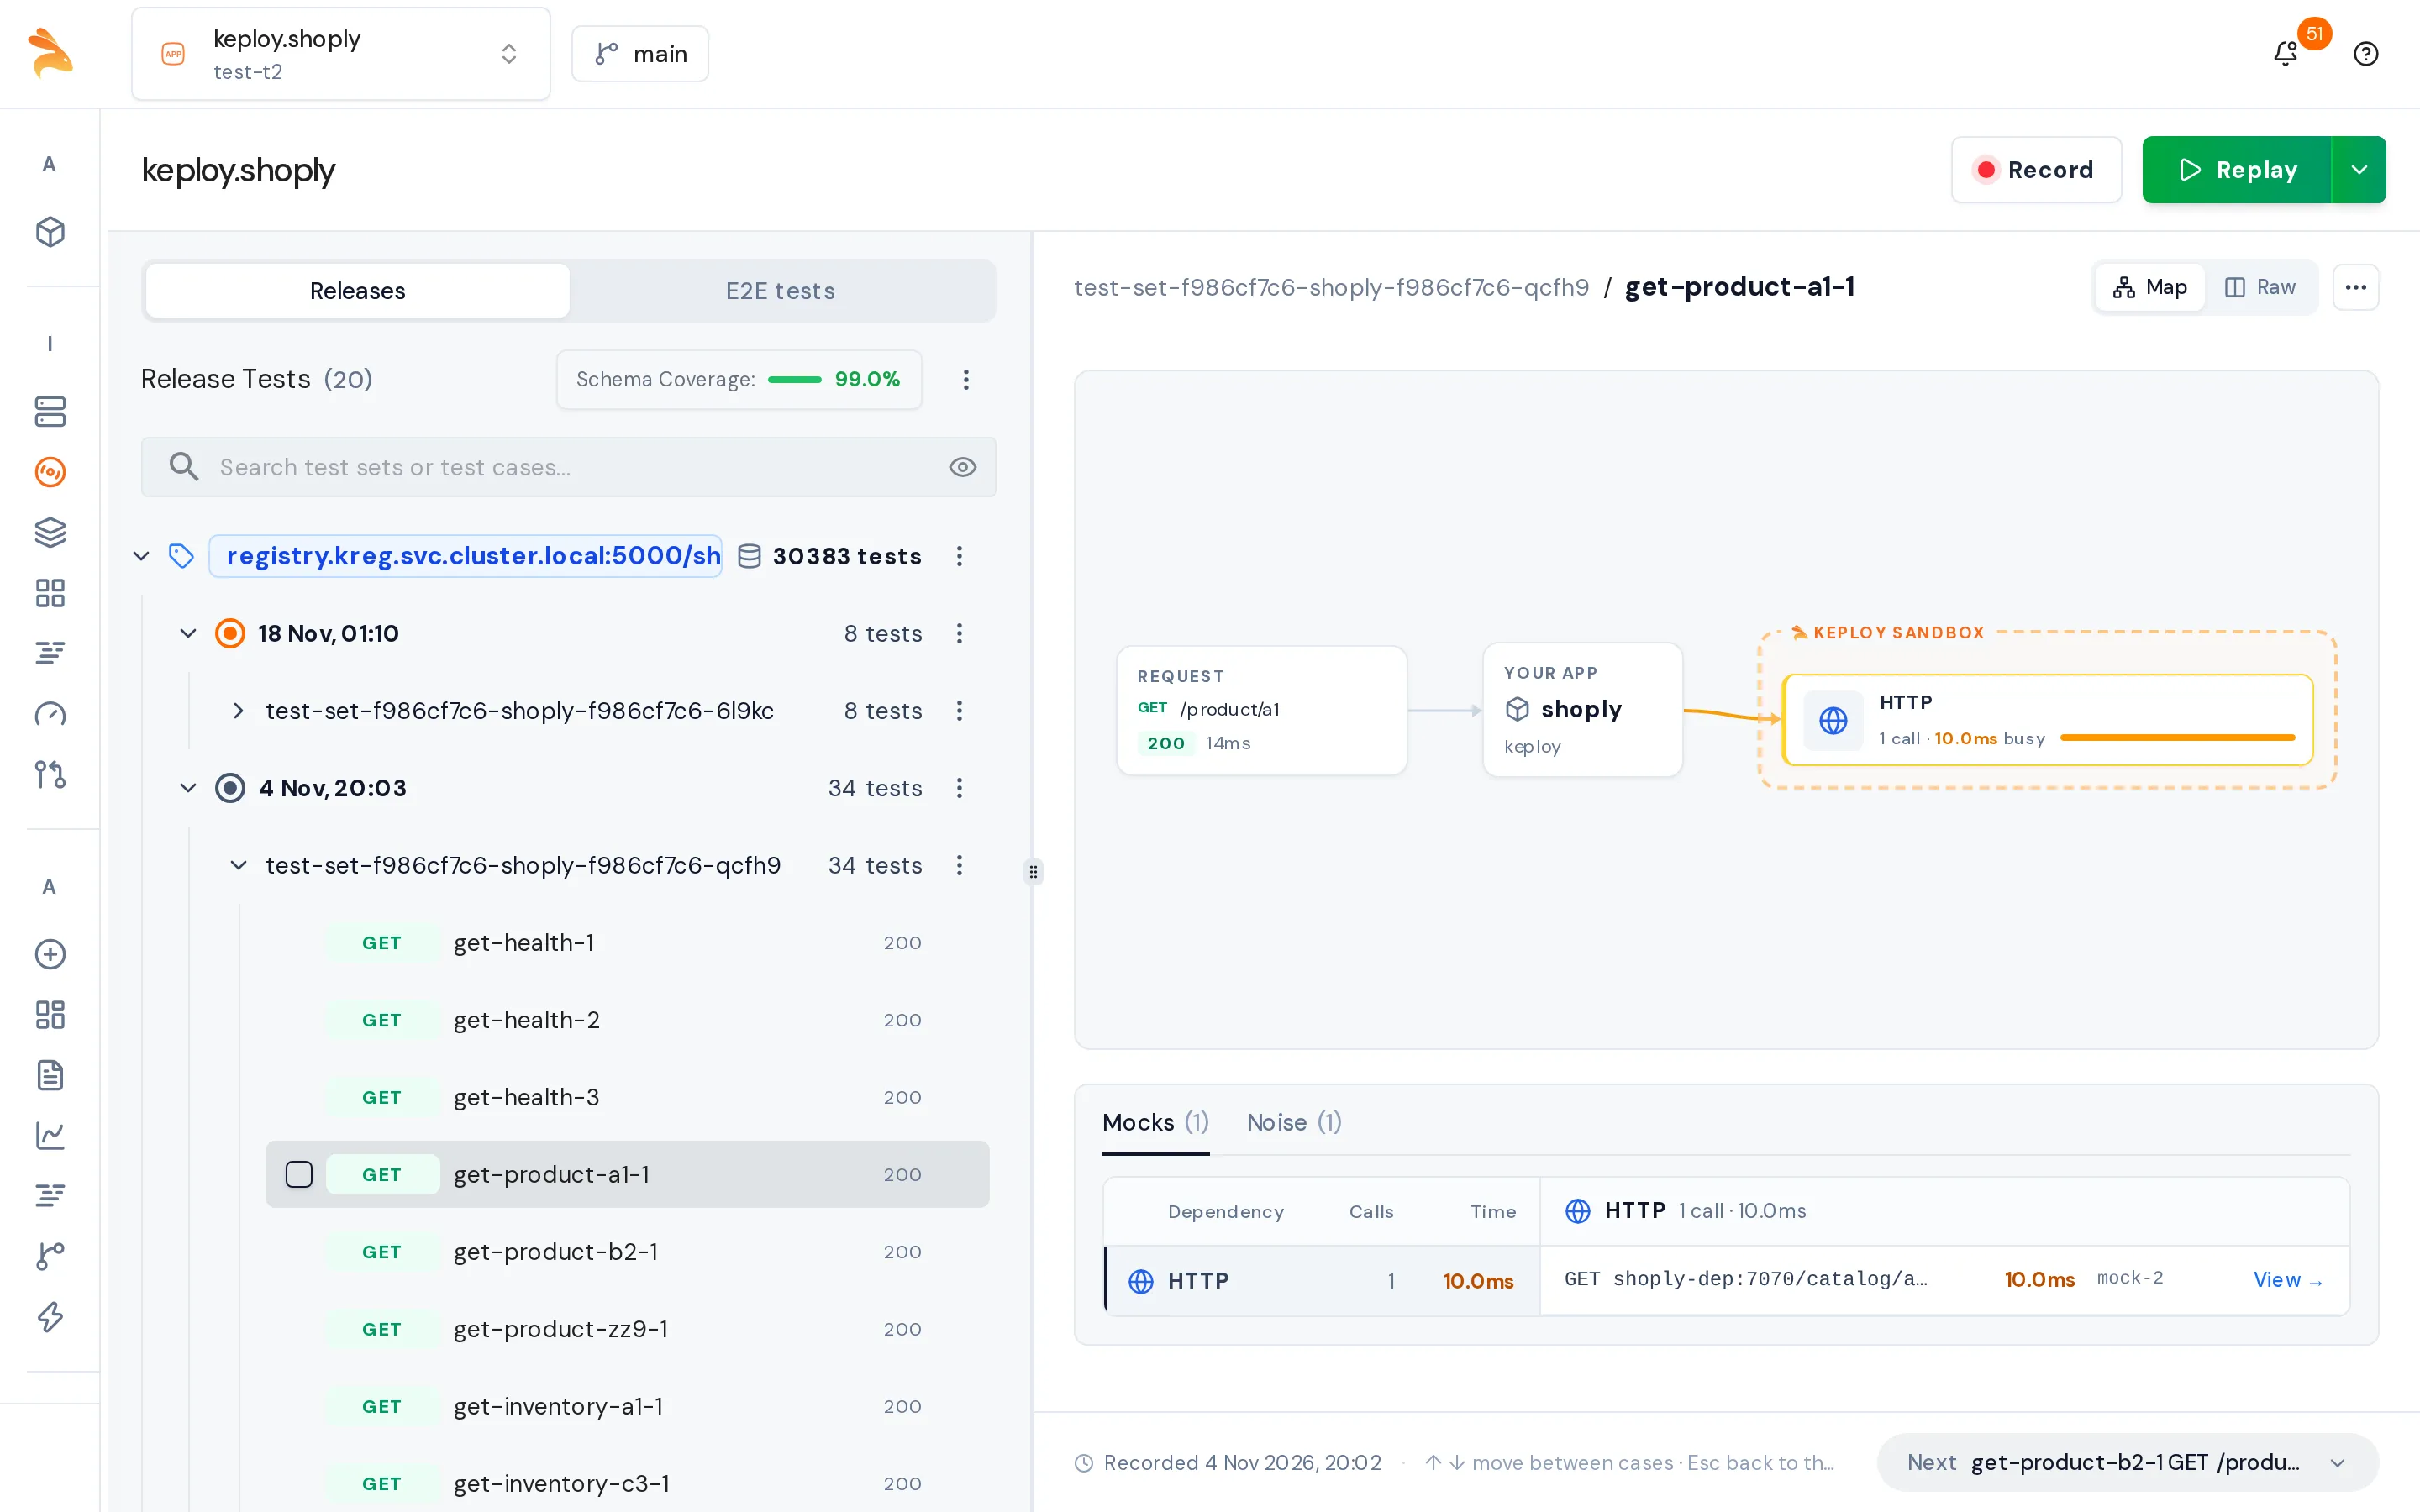 APP
keploy.shoply
test-t2
main
51
A
I
A
keploy.shoply
Record
Replay
Releases
E2E tests
Release Tests (20)
Schema Coverage: 99.0%
Search test sets or test cases...
registry.kreg.svc.cluster.local:5000/sh
30383 tests
18 Nov, 01:10
8 tests
test-set-f986cf7c6-shoply-f986cf7c6-6l9kc
8 tests
4 Nov, 20:03
34 tests
test-set-f986cf7c6-shoply-f986cf7c6-qcfh9
34 tests
GET get-health-1 200
GET get-health-2 200
GET get-health-3 200
GET get-product-a1-1 200
GET get-product-b2-1 200
GET get-product-zz9-1 200
GET get-inventory-a1-1 200
GET get-inventory-c3-1 200
test-set-f986cf7c6-shoply-f986cf7c6-qcfh9 / get-product-a1-1
Map
Raw
REQUEST
GET /product/a1
200 14ms
YOUR APP
shoply
keploy
KEPLOY SANDBOX
HTTP
1 call · 10.0ms busy
Mocks (1)
Noise (1)
Dependency Calls Time
HTTP 1 call · 10.0ms
HTTP 1 10.0ms
GET shoply-dep:7070/catalog/a… 10.0ms mock-2 View →
Recorded 4 Nov 2026, 20:02 · ↑ ↓ move between cases · Esc back to th…
Next get-product-b2-1 GET /produ…